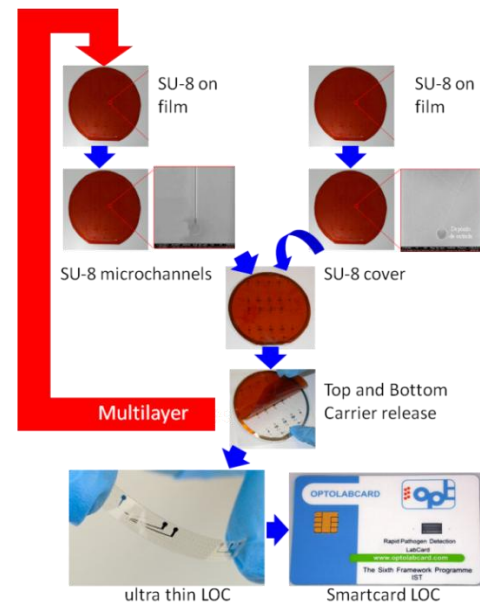 SU-8 on
film
SU-8 on
film
SU-8 microchannels
SU-8 cover
Top and Bottom
Carrier release
Multilayer
OPTOLABCARD
opt
Rapid Pathogen Detection
LabCard
www.optolabcard.com
The Sixth Framework Programme
IST
ultra thin LOC
Smartcard LOC